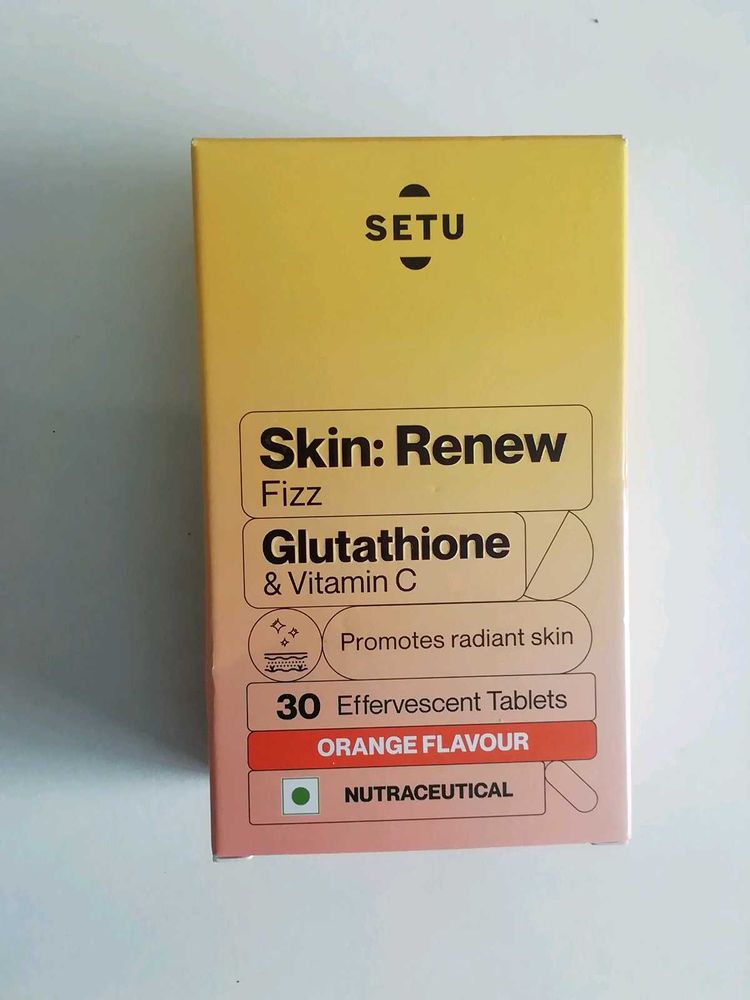 SETU
Skin: Renew
Fizz
Glutathione
& Vitamin C
Promotes radiant skin
30 Effervescent Tablets
ORANGE FLAVOUR
NUTRACEUTICAL